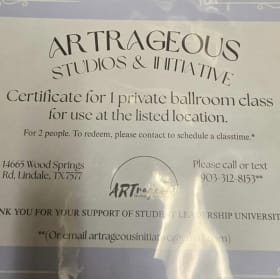 ARTRAGEOUS
STUDIOS & INITIATIVE
Certificate for 1 private ballroom class
for use at the listed location.
For 2 people. To redeem, please contact to schedule a classtime.*
14665 Wood Springs
Rd, Lindale, TX 7577
ARTrageous
Please call or text
903-312-8153**
NK YOU FOR YOUR SUPPORT OF STUDENT LEADERSHIP UNIVERSIT
**(Or email